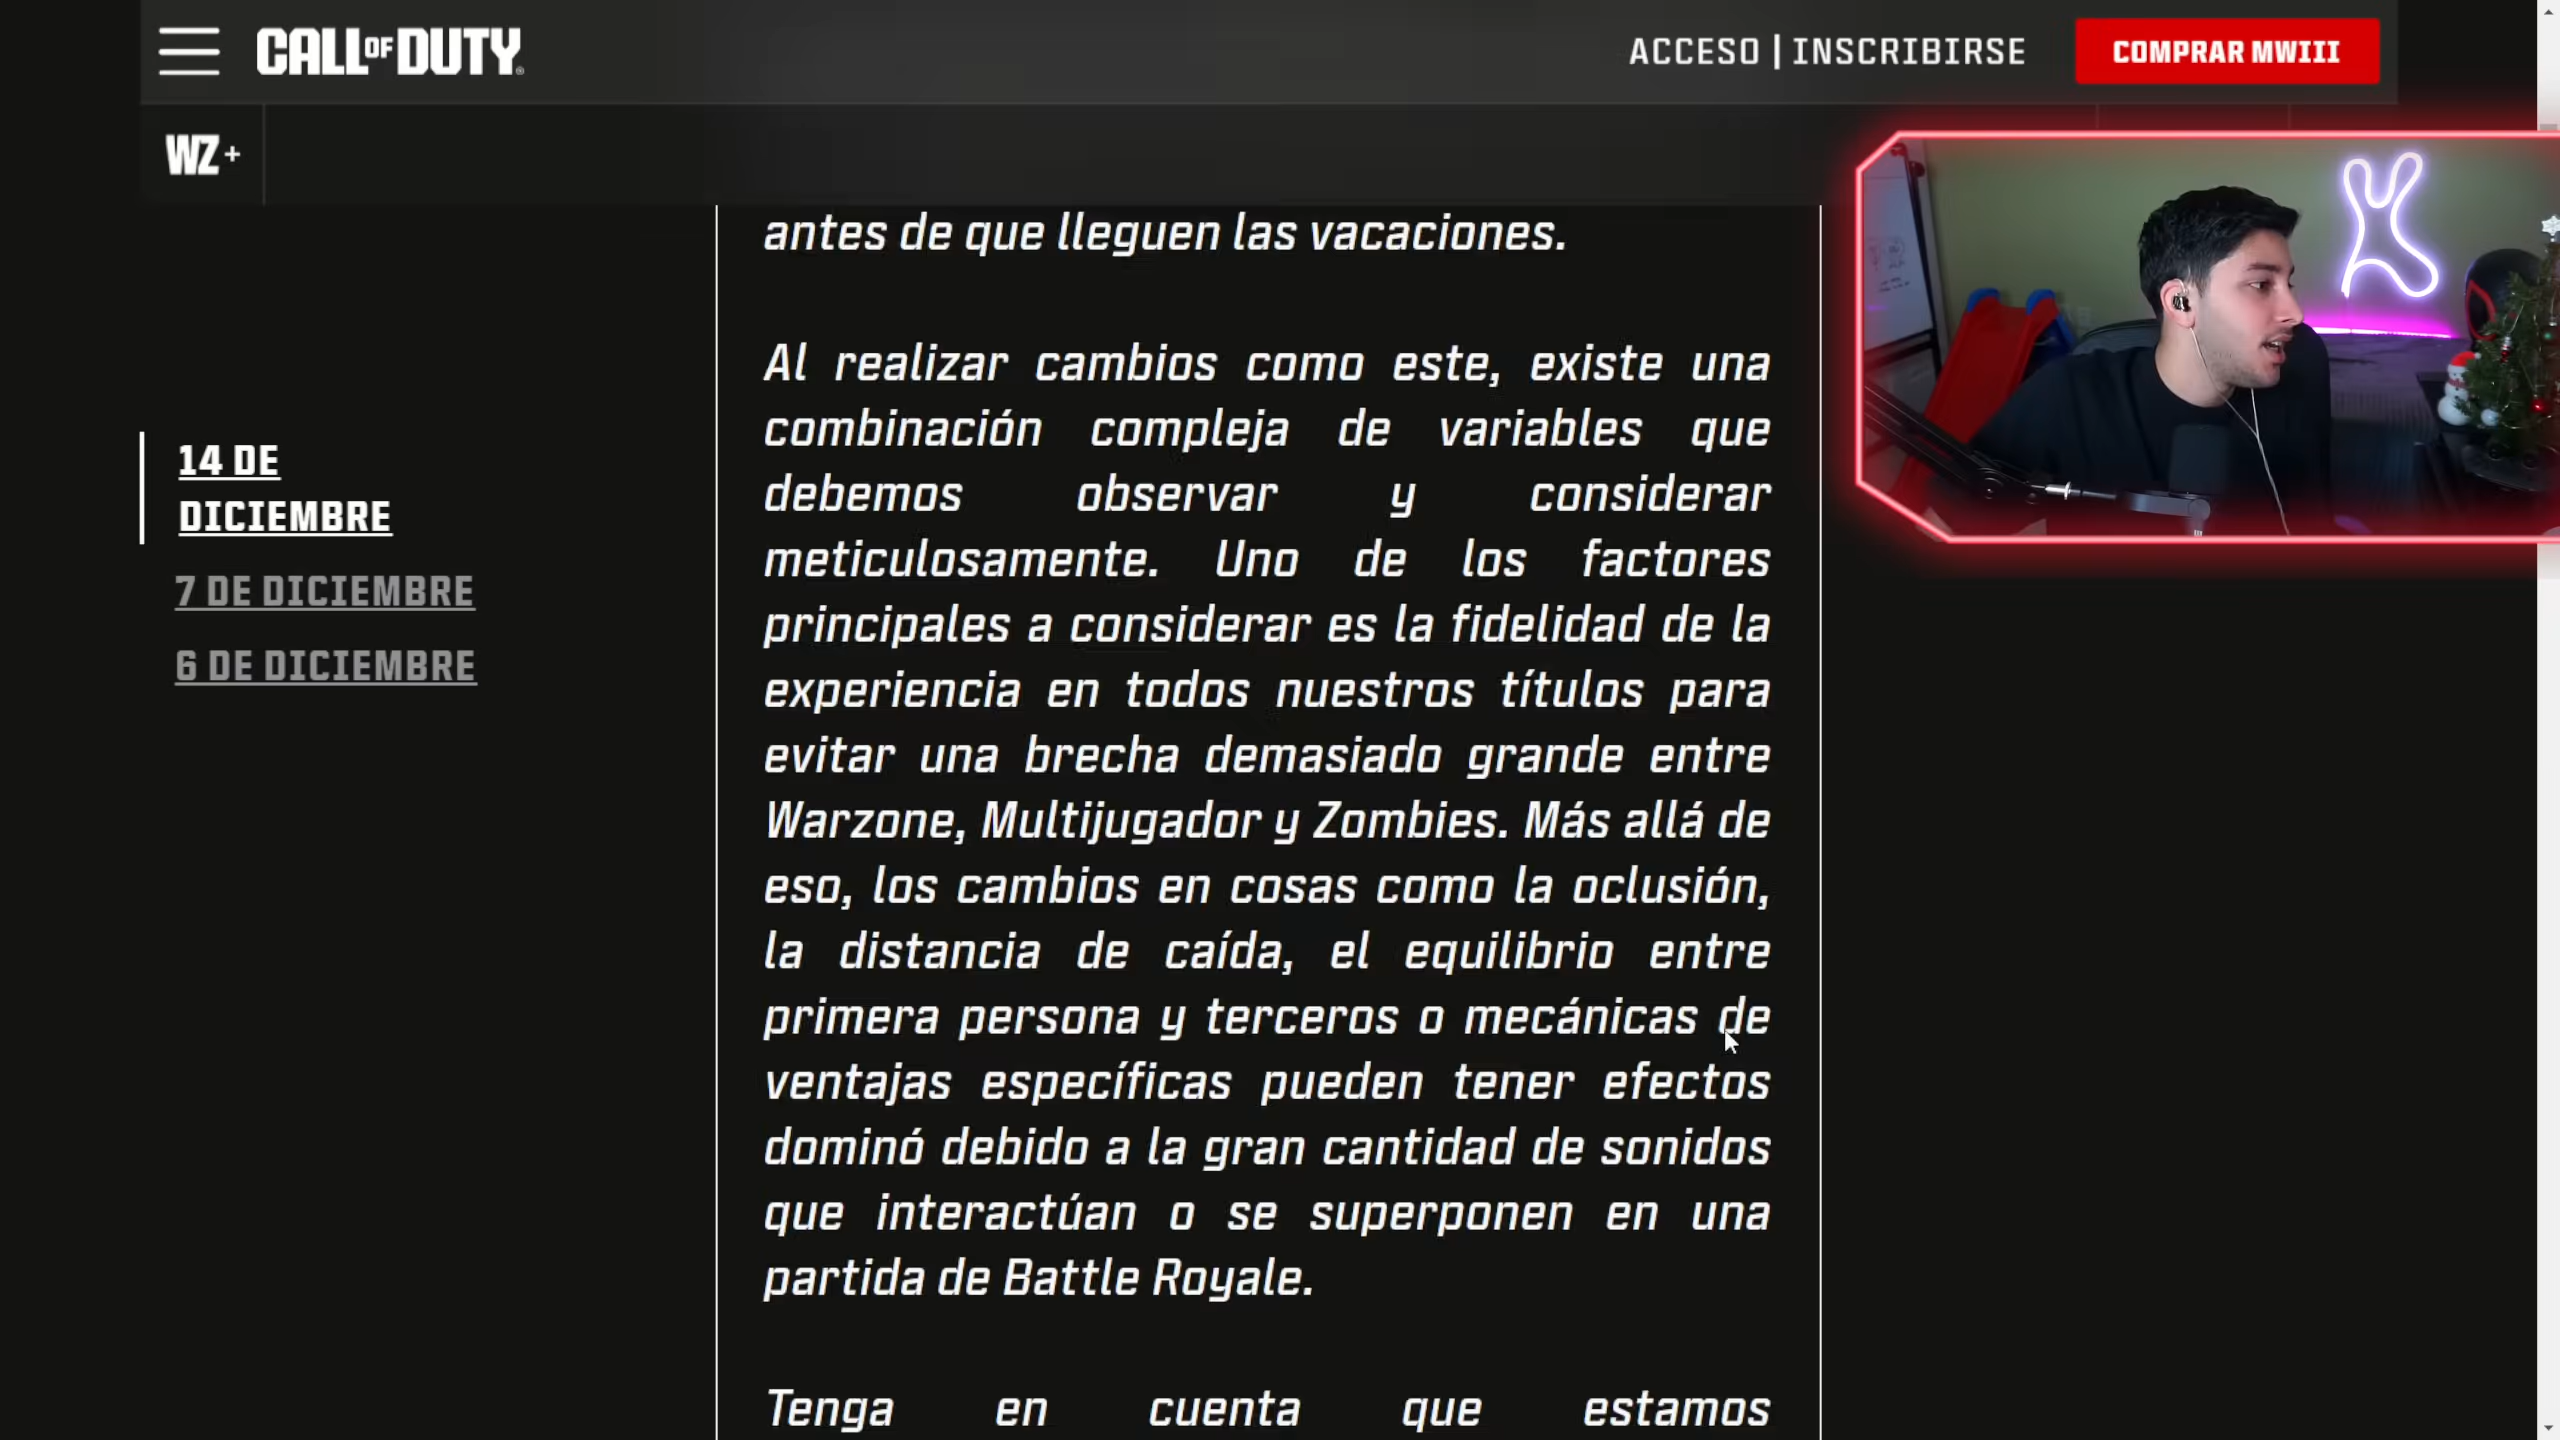 CALL OF DUTY
ACCESO | INSCRIBIRSE
COMPRAR MWIII
WZ+
14 DE
DICIEMBRE
7 DE DICIEMBRE
6 DE DICIEMBRE
antes de que lleguen las vacaciones.
Al realizar cambios como este, existe una
combinación compleja de variables que
debemos observar y considerar
meticulosamente. Uno de los factores
principales a considerar es la fidelidad de la
experiencia en todos nuestros títulos para
evitar una brecha demasiado grande entre
Warzone, Multijugador y Zombies. Más allá de
eso, los cambios en cosas como la oclusión,
la distancia de caída, el equilibrio entre
primera persona y terceros o mecánicas de
ventajas específicas pueden tener efectos
dominó debido a la gran cantidad de sonidos
que interactúan o se superponen en una
partida de Battle Royale.
Tenga en cuenta que estamos